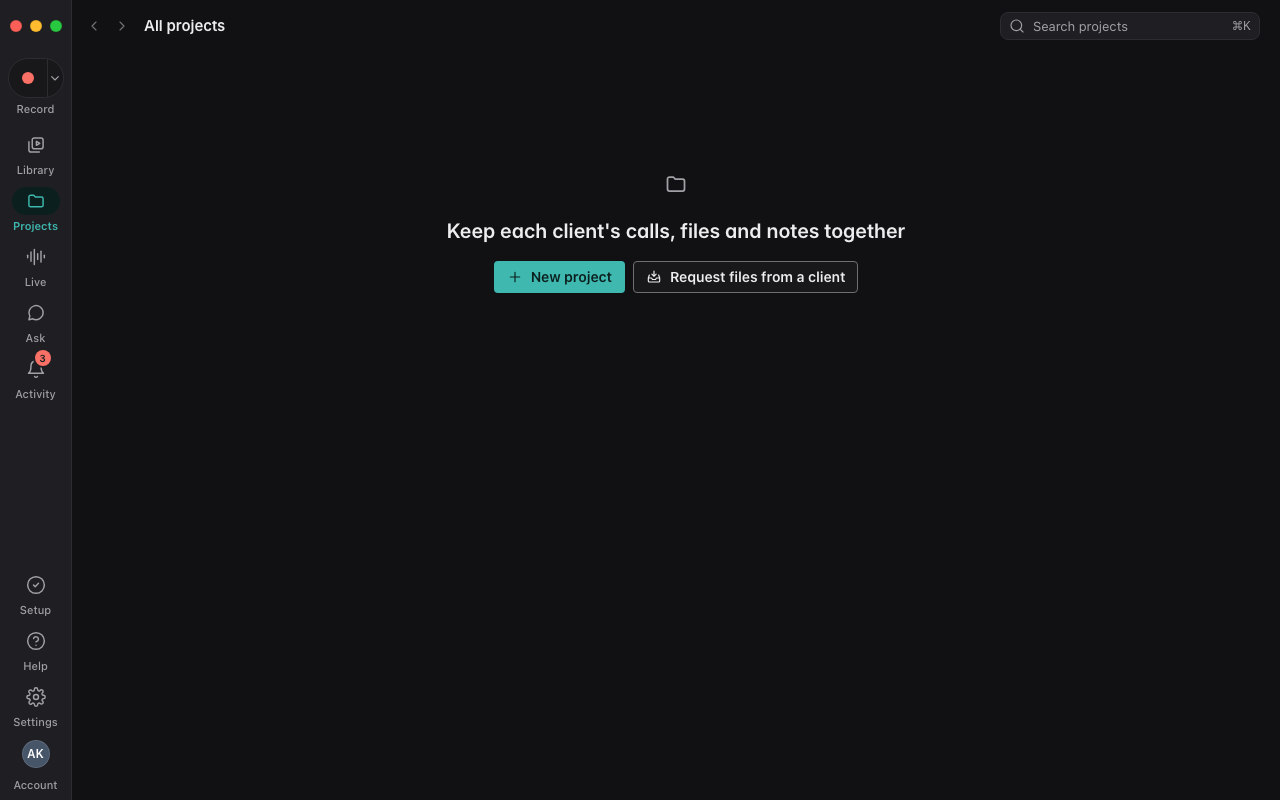 All projects
Search projects
⌘K
Record
Library
Projects
Live
Ask
3
Activity
Keep each client's calls, files and notes together
New project
Request files from a client
Setup
Help
Settings
AK
Account